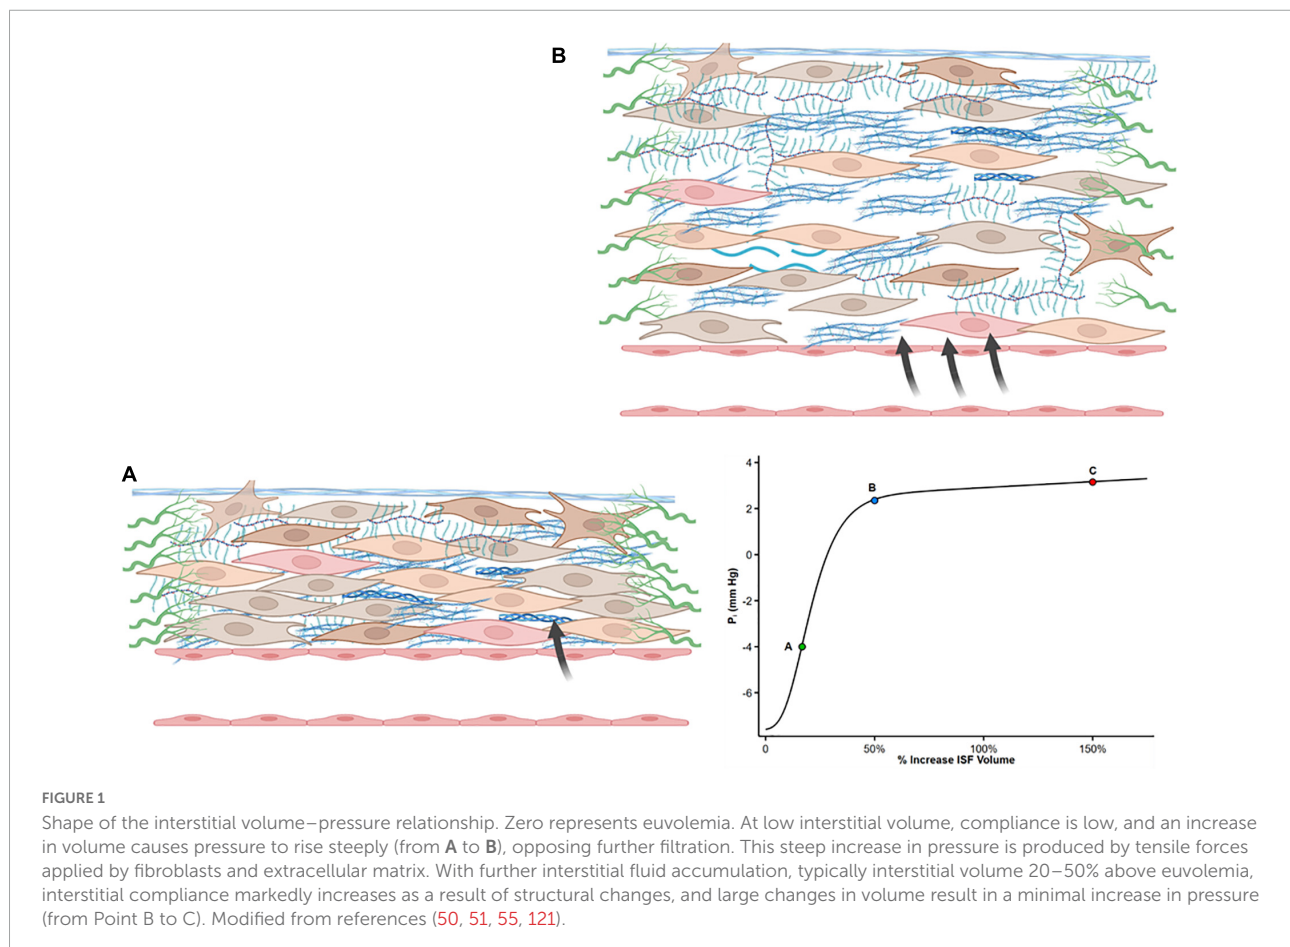 B
A
4
2
0
-2
-4
-6
P_i (mm Hg)
A
B
C
0
50%
100%
150%
% Increase ISF Volume
FIGURE 1
Shape of the interstitial volume–pressure relationship. Zero represents euvolemia. At low interstitial volume, compliance is low, and an increase
in volume causes pressure to rise steeply (from A to B), opposing further filtration. This steep increase in pressure is produced by tensile forces
applied by fibroblasts and extracellular matrix. With further interstitial fluid accumulation, typically interstitial volume 20–50% above euvolemia,
interstitial compliance markedly increases as a result of structural changes, and large changes in volume result in a minimal increase in pressure
(from Point B to C). Modified from references (50, 51, 55, 121).